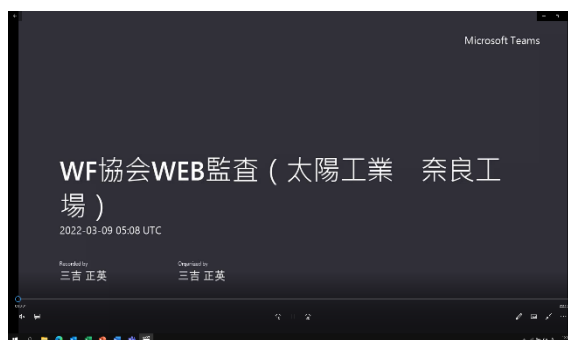 Microsoft Teams
WF協会WEB監査（太陽工業　奈良工
場）
2022-03-09 05:08 UTC
Recorded by
Organized by
三吉 正英
三吉 正英